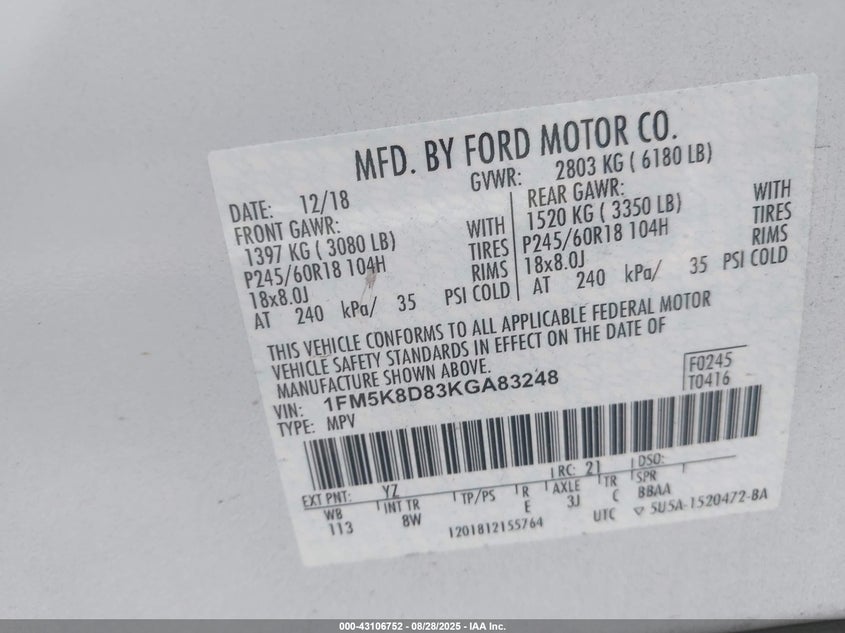 MFD. BY FORD MOTOR CO.
DATE: 12/18
GVWR: 2803 KG ( 6180 LB)
FRONT GAWR:
1397 KG ( 3080 LB) WITH
P245/60R18 104H TIRES
18x8.0J RIMS
AT 240 kPa/ 35 PSI COLD
REAR GAWR:
1520 KG ( 3350 LB) WITH
P245/60R18 104H TIRES
18x8.0J RIMS
AT 240 kPa/ 35 PSI COLD
THIS VEHICLE CONFORMS TO ALL APPLICABLE FEDERAL MOTOR
VEHICLE SAFETY STANDARDS IN EFFECT ON THE DATE OF
MANUFACTURE SHOWN ABOVE.
F0245
T0416
VIN: 1FM5K8D83KGA83248
TYPE: MPV
EXT PNT: YZ RC: 21 DSO:
WB INT TR TP/PS R AXLE TR SPR
113 8W E 3J C BBAA
1201812155764 UTC ▽ 5U5A-1520472-BA
000-43106752 - 08/28/2025 - IAA Inc.